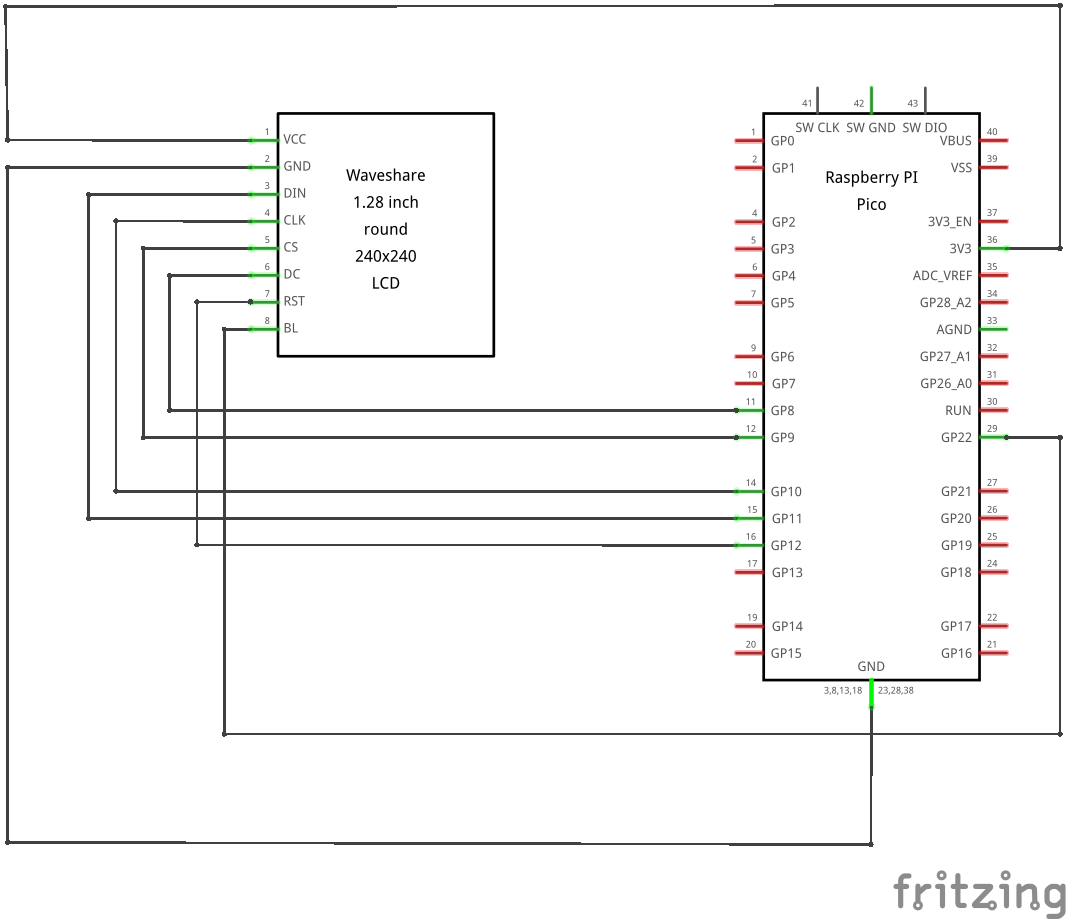 1 VCC
2 GND
3 DIN
4 CLK
5 CS
6 DC
7 RST
8 BL
Waveshare
1.28 inch
round
240x240
LCD
41 42 43
SW CLK SW GND SW DIO
Raspberry PI
Pico
1 GP0
2 GP1
4 GP2
5 GP3
6 GP4
7 GP5
9 GP6
10 GP7
11 GP8
12 GP9
14 GP10
15 GP11
16 GP12
17 GP13
19 GP14
20 GP15
VBUS 40
VSS 39
3V3_EN 37
3V3 36
ADC_VREF 35
GP28_A2 34
AGND 33
GP27_A1 32
GP26_A0 31
RUN 30
GP22 29
GP21 27
GP20 26
GP19 25
GP18 24
GP17 22
GP16 21
GND
3,8,13,18 23,28,38
fritzing